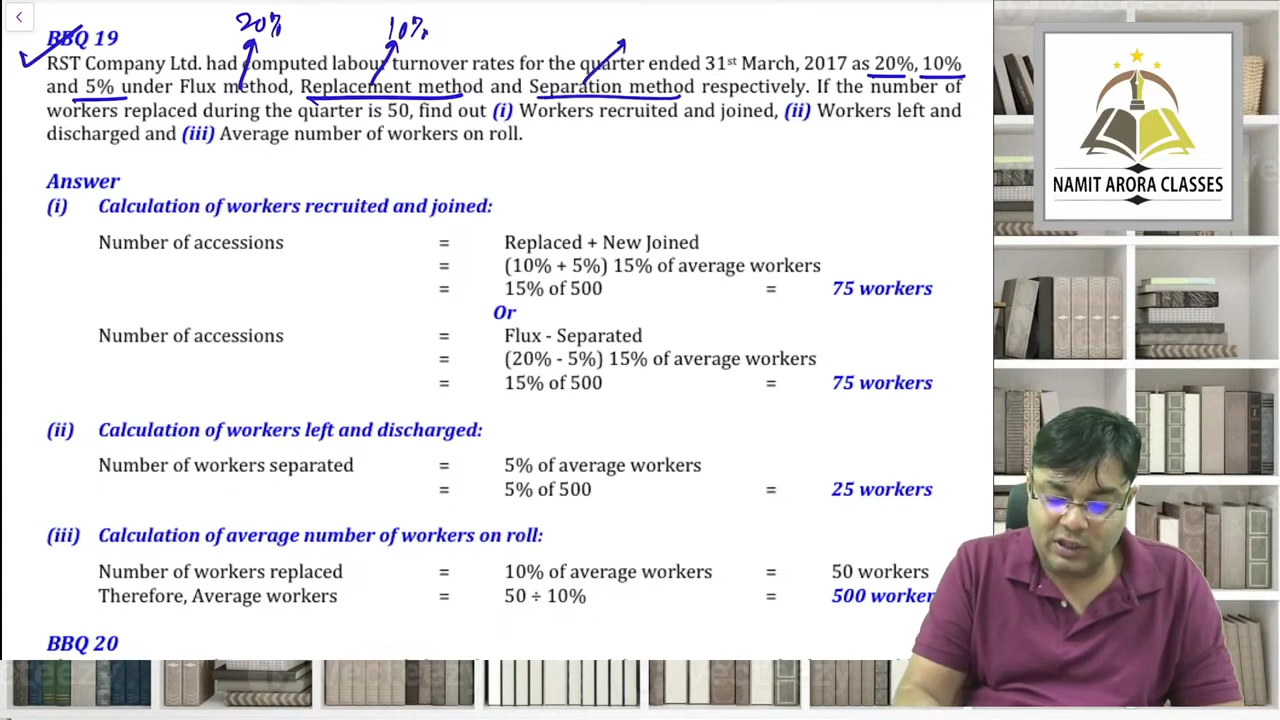 20%
10%
BBQ 19
RST Company Ltd. had computed labour turnover rates for the quarter ended 31st March, 2017 as 20%, 10%
and 5% under Flux method, Replacement method and Separation method respectively. If the number of
workers replaced during the quarter is 50, find out (i) Workers recruited and joined, (ii) Workers left and
discharged and (iii) Average number of workers on roll.
Answer
(i) Calculation of workers recruited and joined:
Number of accessions = Replaced + New Joined
= (10% + 5%) 15% of average workers
= 15% of 500 = 75 workers
Or
Number of accessions = Flux - Separated
= (20% - 5%) 15% of average workers
= 15% of 500 = 75 workers
(ii) Calculation of workers left and discharged:
Number of workers separated = 5% of average workers
= 5% of 500 = 25 workers
(iii) Calculation of average number of workers on roll:
Number of workers replaced = 10% of average workers = 50 workers
Therefore, Average workers = 50 ÷ 10% = 500 worker
BBQ 20
NAMIT ARORA CLASSES